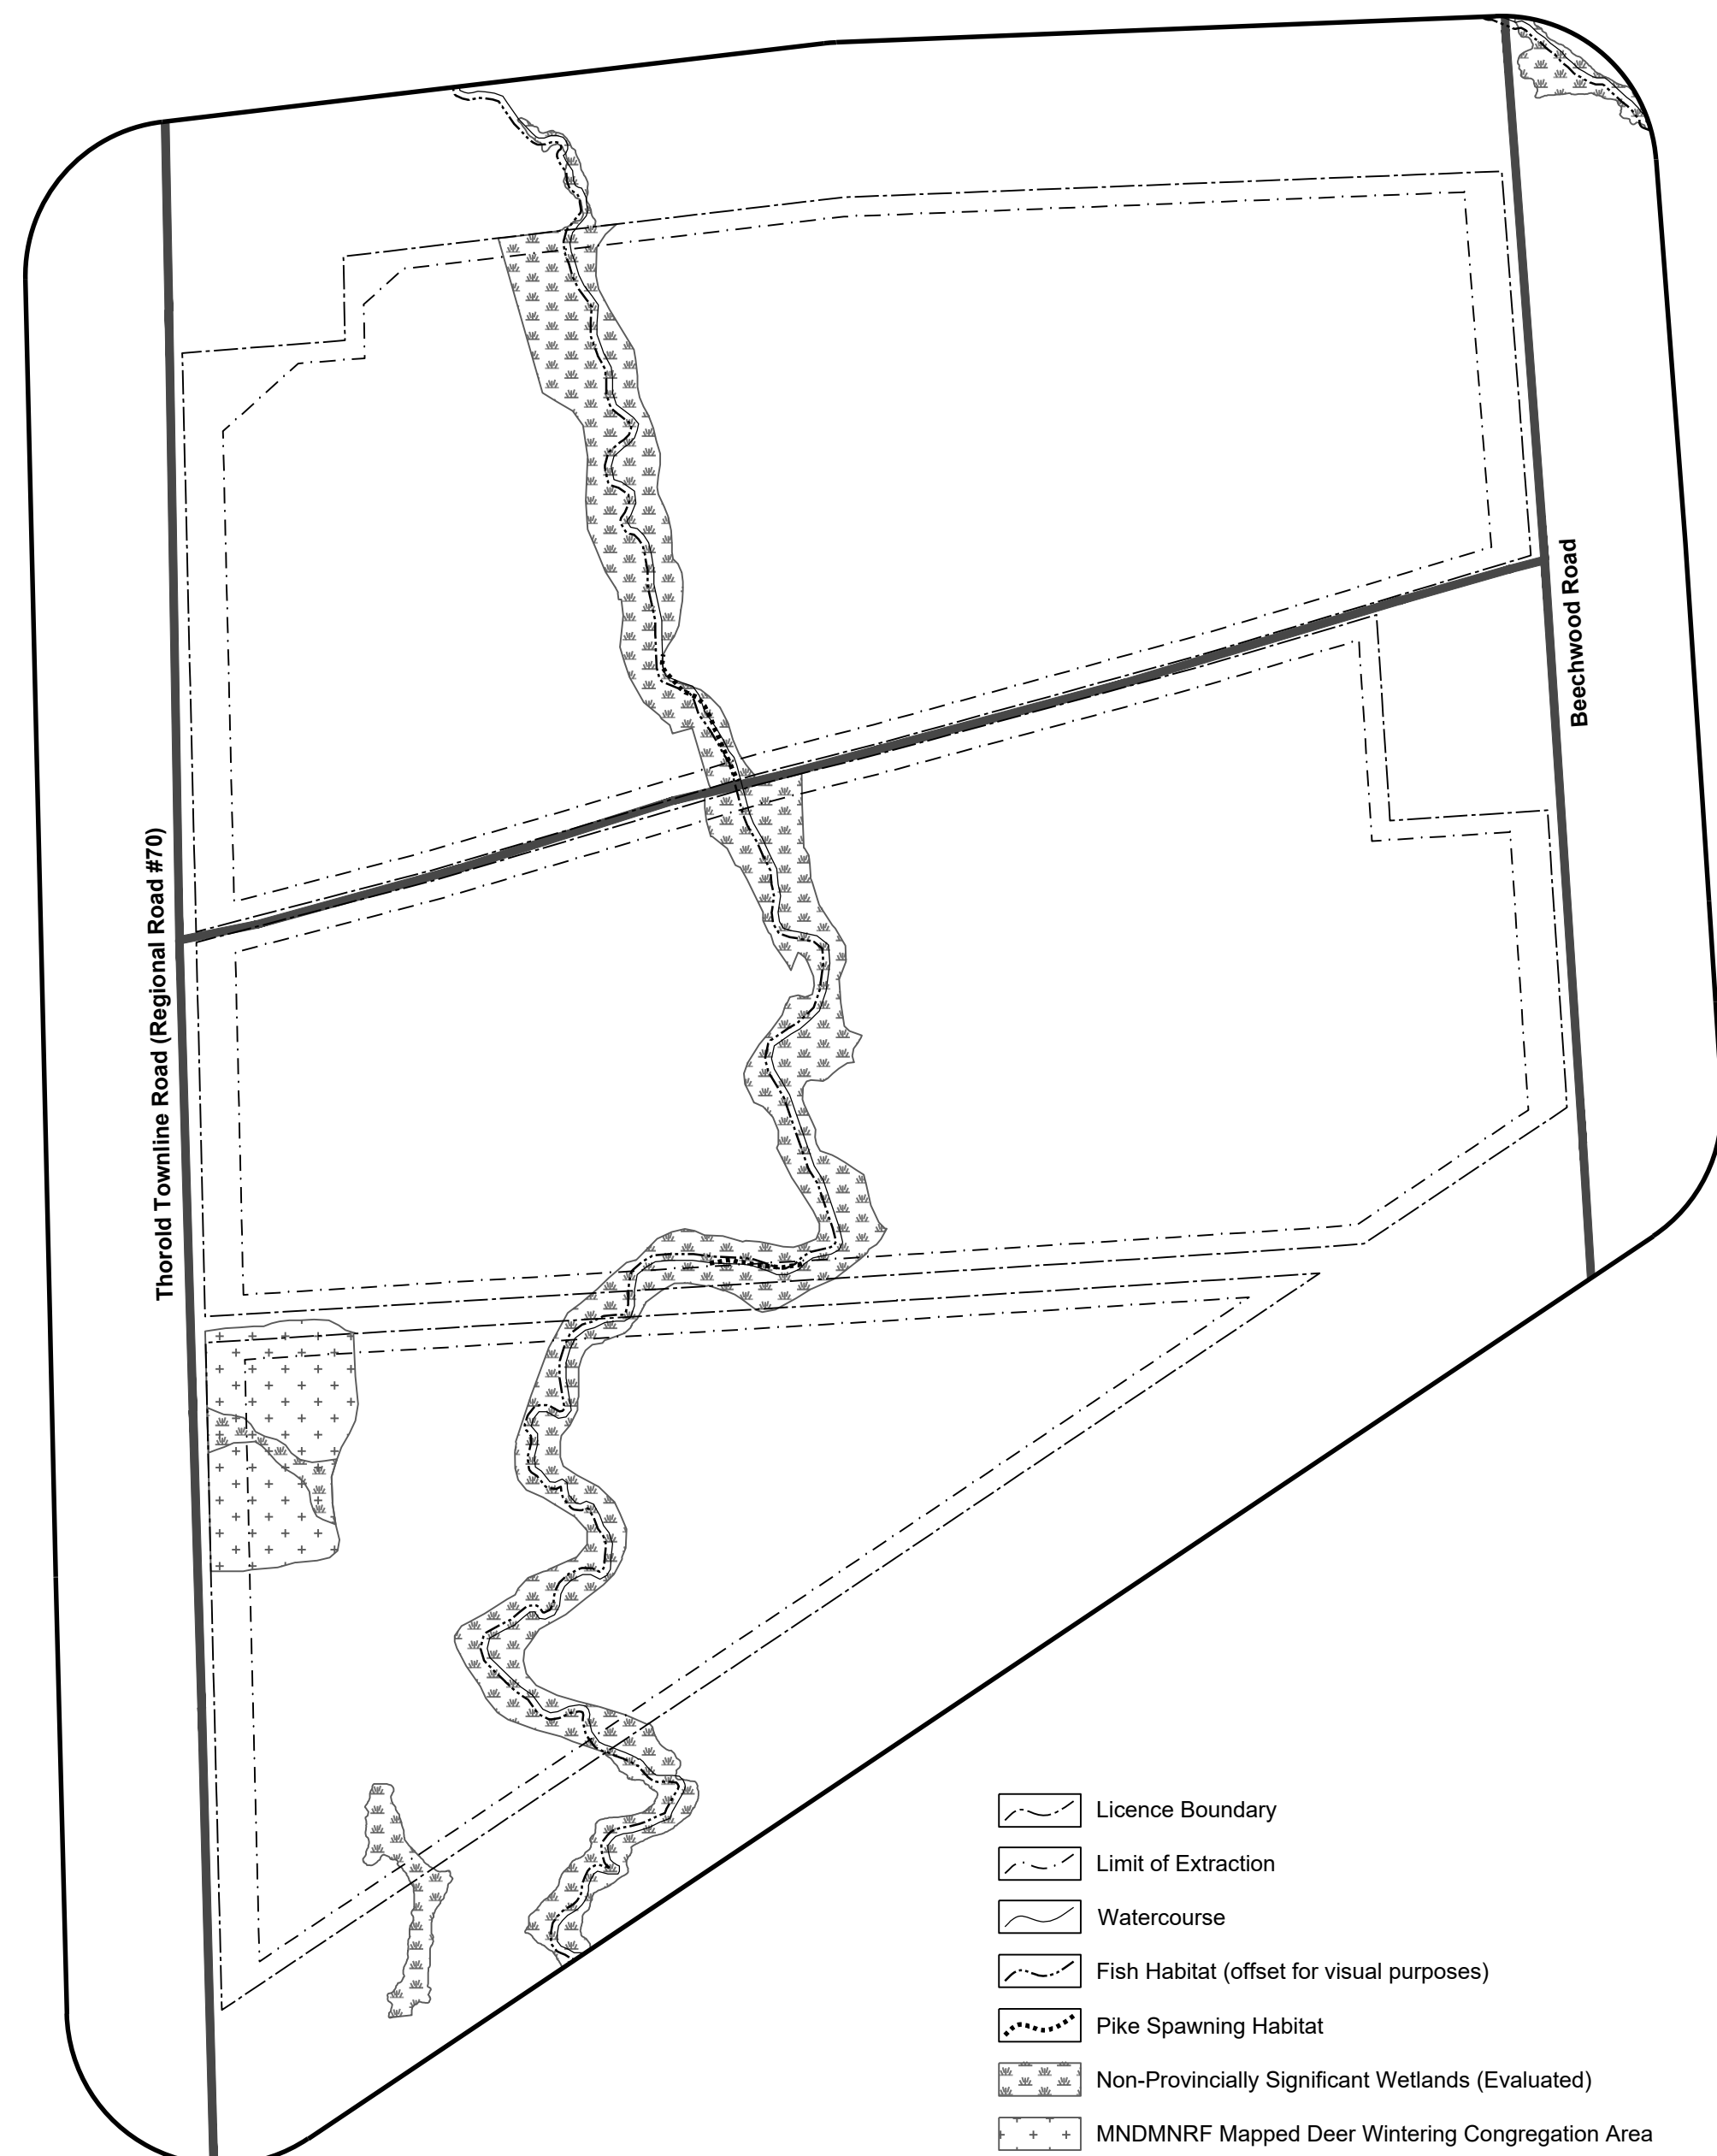 Beechwood Road
Thorold Townline Road (Regional Road #70)
Licence Boundary
Limit of Extraction
Watercourse
Fish Habitat (offset for visual purposes)
Pike Spawning Habitat
Non-Provincially Significant Wetlands (Evaluated)
MNDMNRF Mapped Deer Wintering Congregation Area